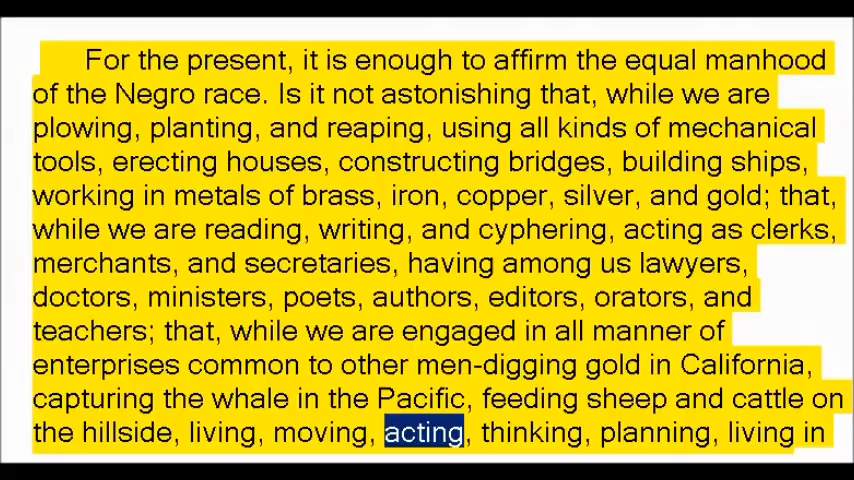 For the present, it is enough to affirm the equal manhood
of the Negro race. Is it not astonishing that, while we are
plowing, planting, and reaping, using all kinds of mechanical
tools, erecting houses, constructing bridges, building ships,
working in metals of brass, iron, copper, silver, and gold; that,
while we are reading, writing, and cyphering, acting as clerks,
merchants, and secretaries, having among us lawyers,
doctors, ministers, poets, authors, editors, orators, and
teachers; that, while we are engaged in all manner of
enterprises common to other men-digging gold in California,
capturing the whale in the Pacific, feeding sheep and cattle on
the hillside, living, moving, acting, thinking, planning, living in